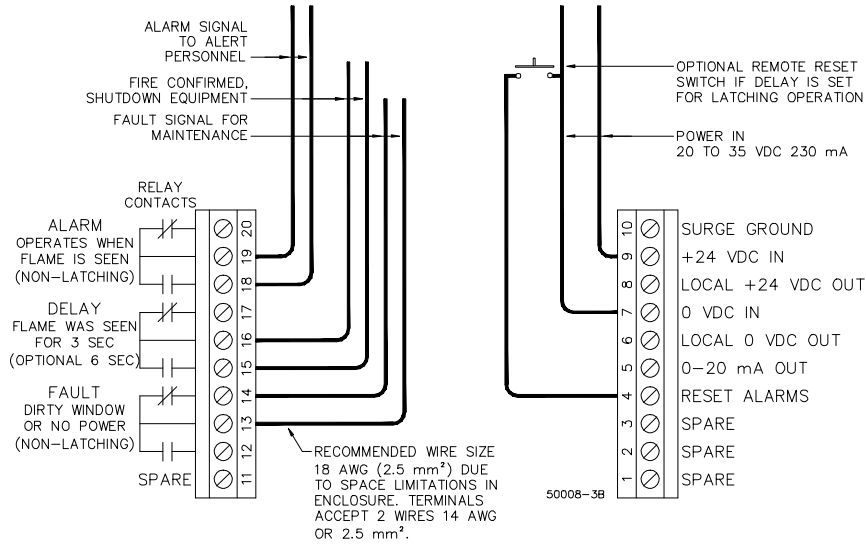 ALARM SIGNAL
TO ALERT
PERSONNEL
FIRE CONFIRMED,
SHUTDOWN EQUIPMENT
FAULT SIGNAL FOR
MAINTENANCE
OPTIONAL REMOTE RESET
SWITCH IF DELAY IS SET
FOR LATCHING OPERATION
POWER IN
20 TO 35 VDC 230 mA
RELAY
CONTACTS
ALARM
OPERATES WHEN
FLAME IS SEEN
(NON-LATCHING)
DELAY
FLAME WAS SEEN
FOR 3 SEC
(OPTIONAL 6 SEC)
FAULT
DIRTY WINDOW
OR NO POWER
(NON-LATCHING)
SPARE
20
19
18
17
16
15
14
13
12
11
RECOMMENDED WIRE SIZE
18 AWG (2.5 mm²) DUE
TO SPACE LIMITATIONS IN
ENCLOSURE. TERMINALS
ACCEPT 2 WIRES 14 AWG
OR 2.5 mm².
10 SURGE GROUND
9 +24 VDC IN
8 LOCAL +24 VDC OUT
7 0 VDC IN
6 LOCAL 0 VDC OUT
5 0-20 mA OUT
4 RESET ALARMS
3 SPARE
2 SPARE
1 SPARE
50008-3B